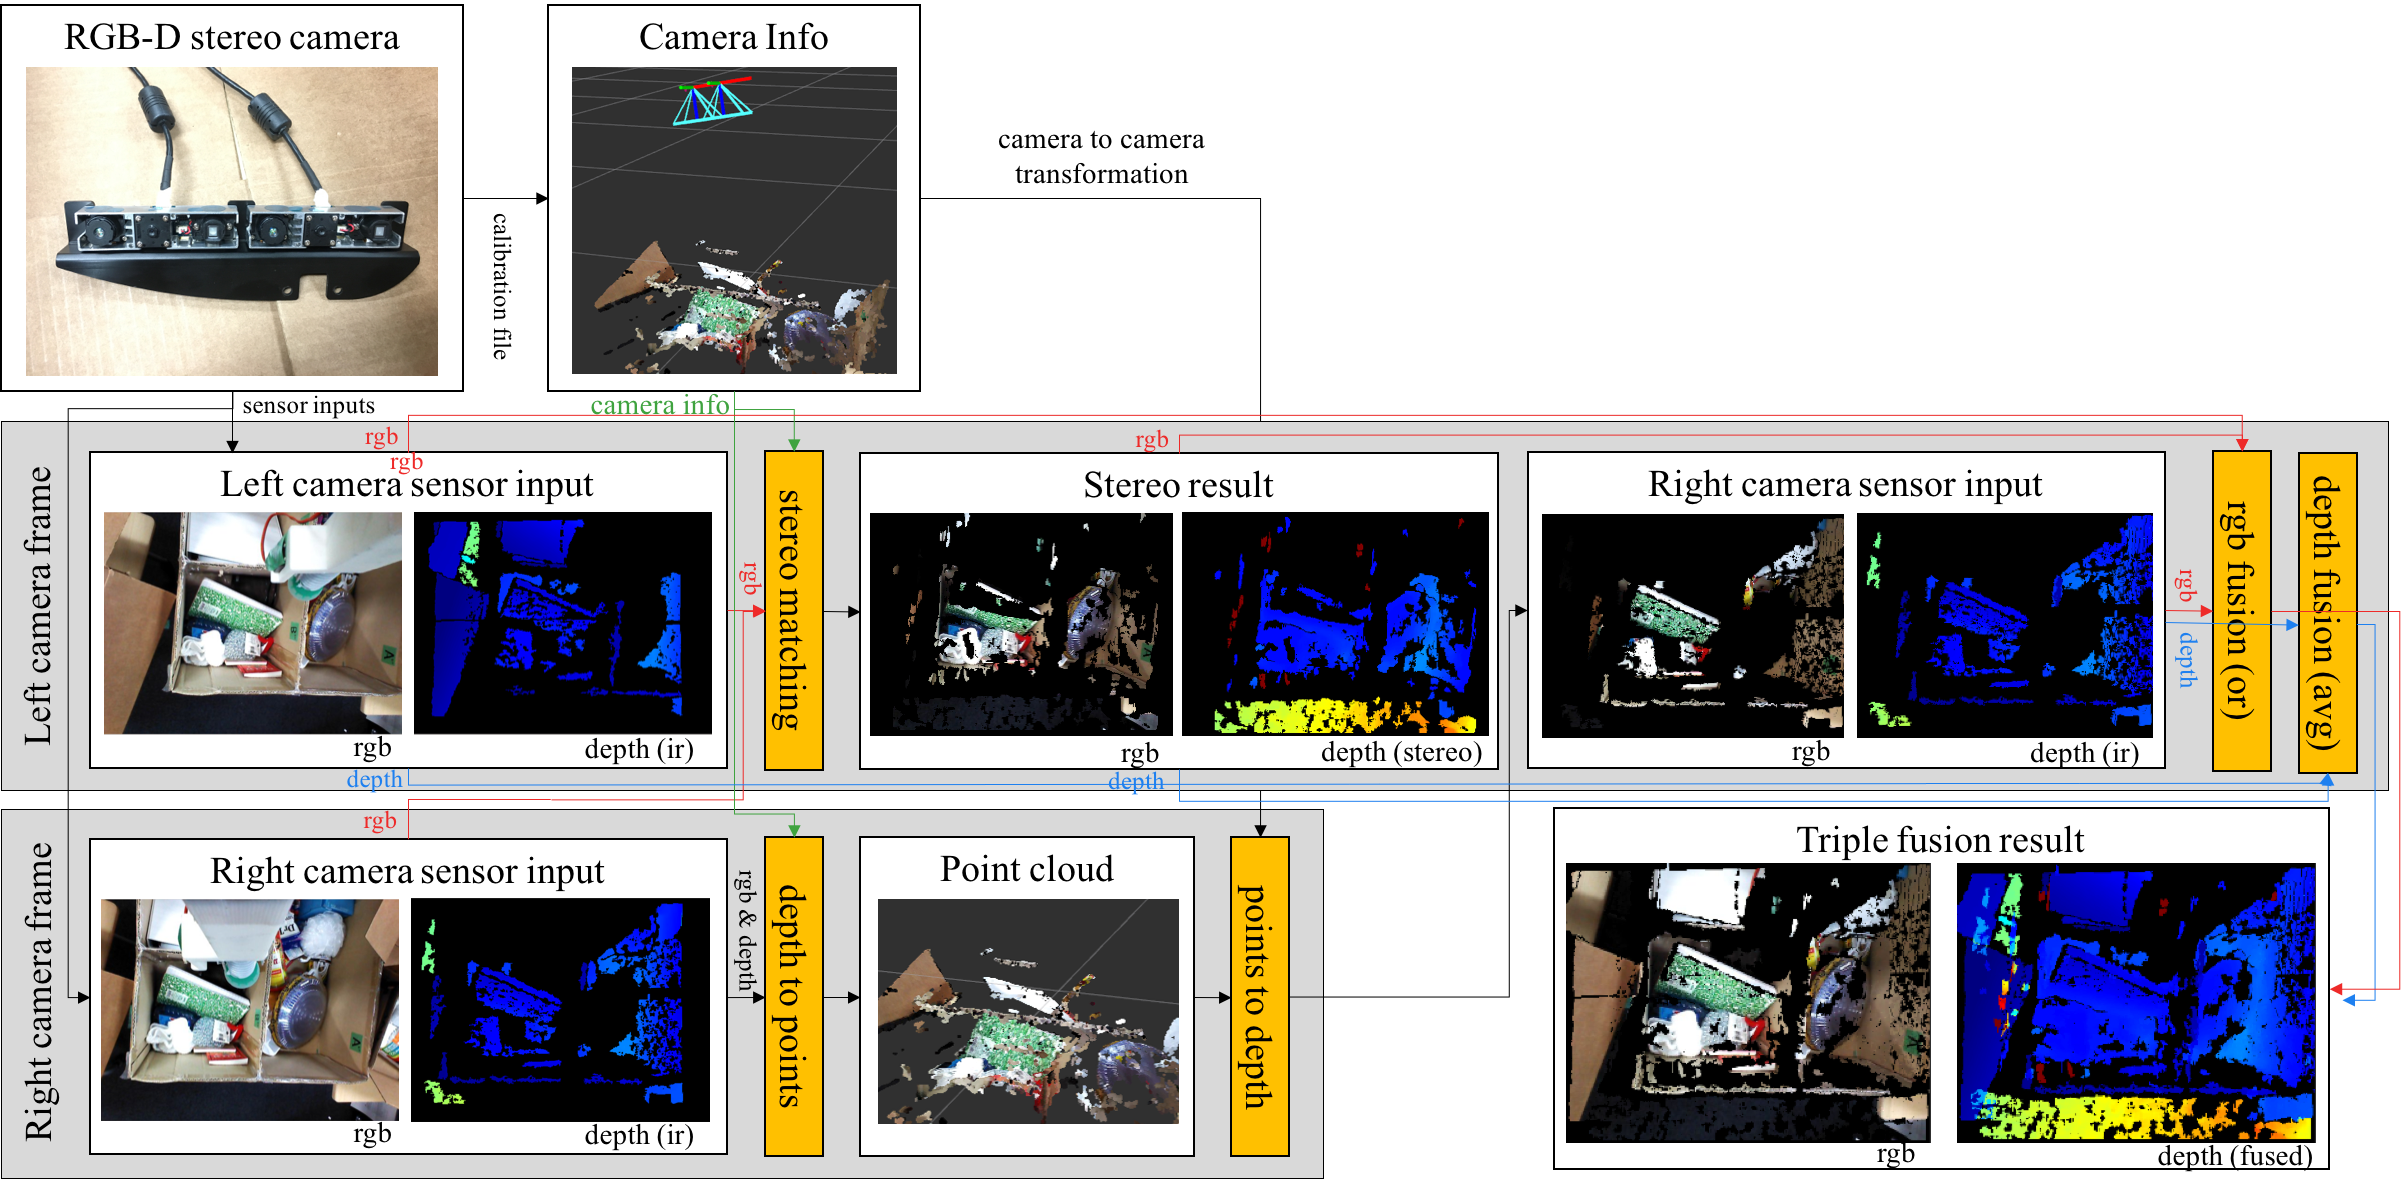 RGB-D stereo camera
Camera Info
camera to camera
transformation
calibration file
sensor inputs
camera info
rgb
rgb
rgb
Left camera frame
Left camera sensor input
rgb
depth (ir)
rgb
stereo matching
Stereo result
rgb
depth (stereo)
Right camera sensor input
rgb
depth (ir)
rgb
depth
rgb fusion (or)
depth fusion (avg)
depth
depth
rgb
Right camera frame
Right camera sensor input
rgb
depth (ir)
rgb & depth
depth to points
Point cloud
points to depth
Triple fusion result
rgb
depth (fused)